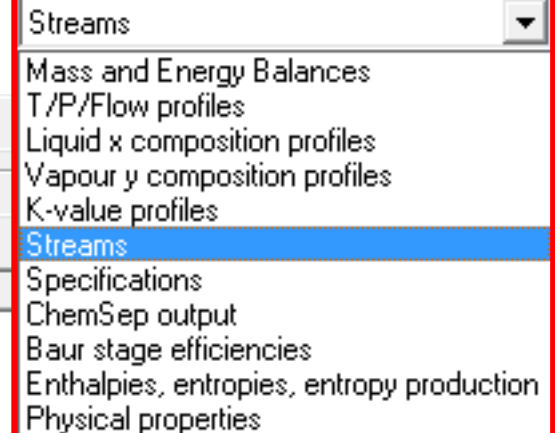 Streams
Mass and Energy Balances
T/P/Flow profiles
Liquid x composition profiles
Vapour y composition profiles
K-value profiles
Streams
Specifications
ChemSep output
Baur stage efficiencies
Enthalpies, entropies, entropy production
Physical properties